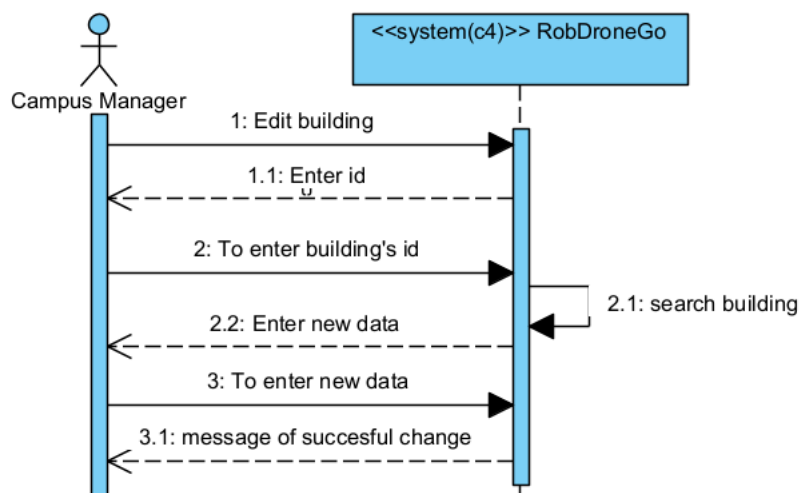 <<system(c4)>> RobDroneGo
Campus Manager
1: Edit building
1.1: Enter id
2: To enter building's id
2.1: search building
2.2: Enter new data
3: To enter new data
3.1: message of succesful change